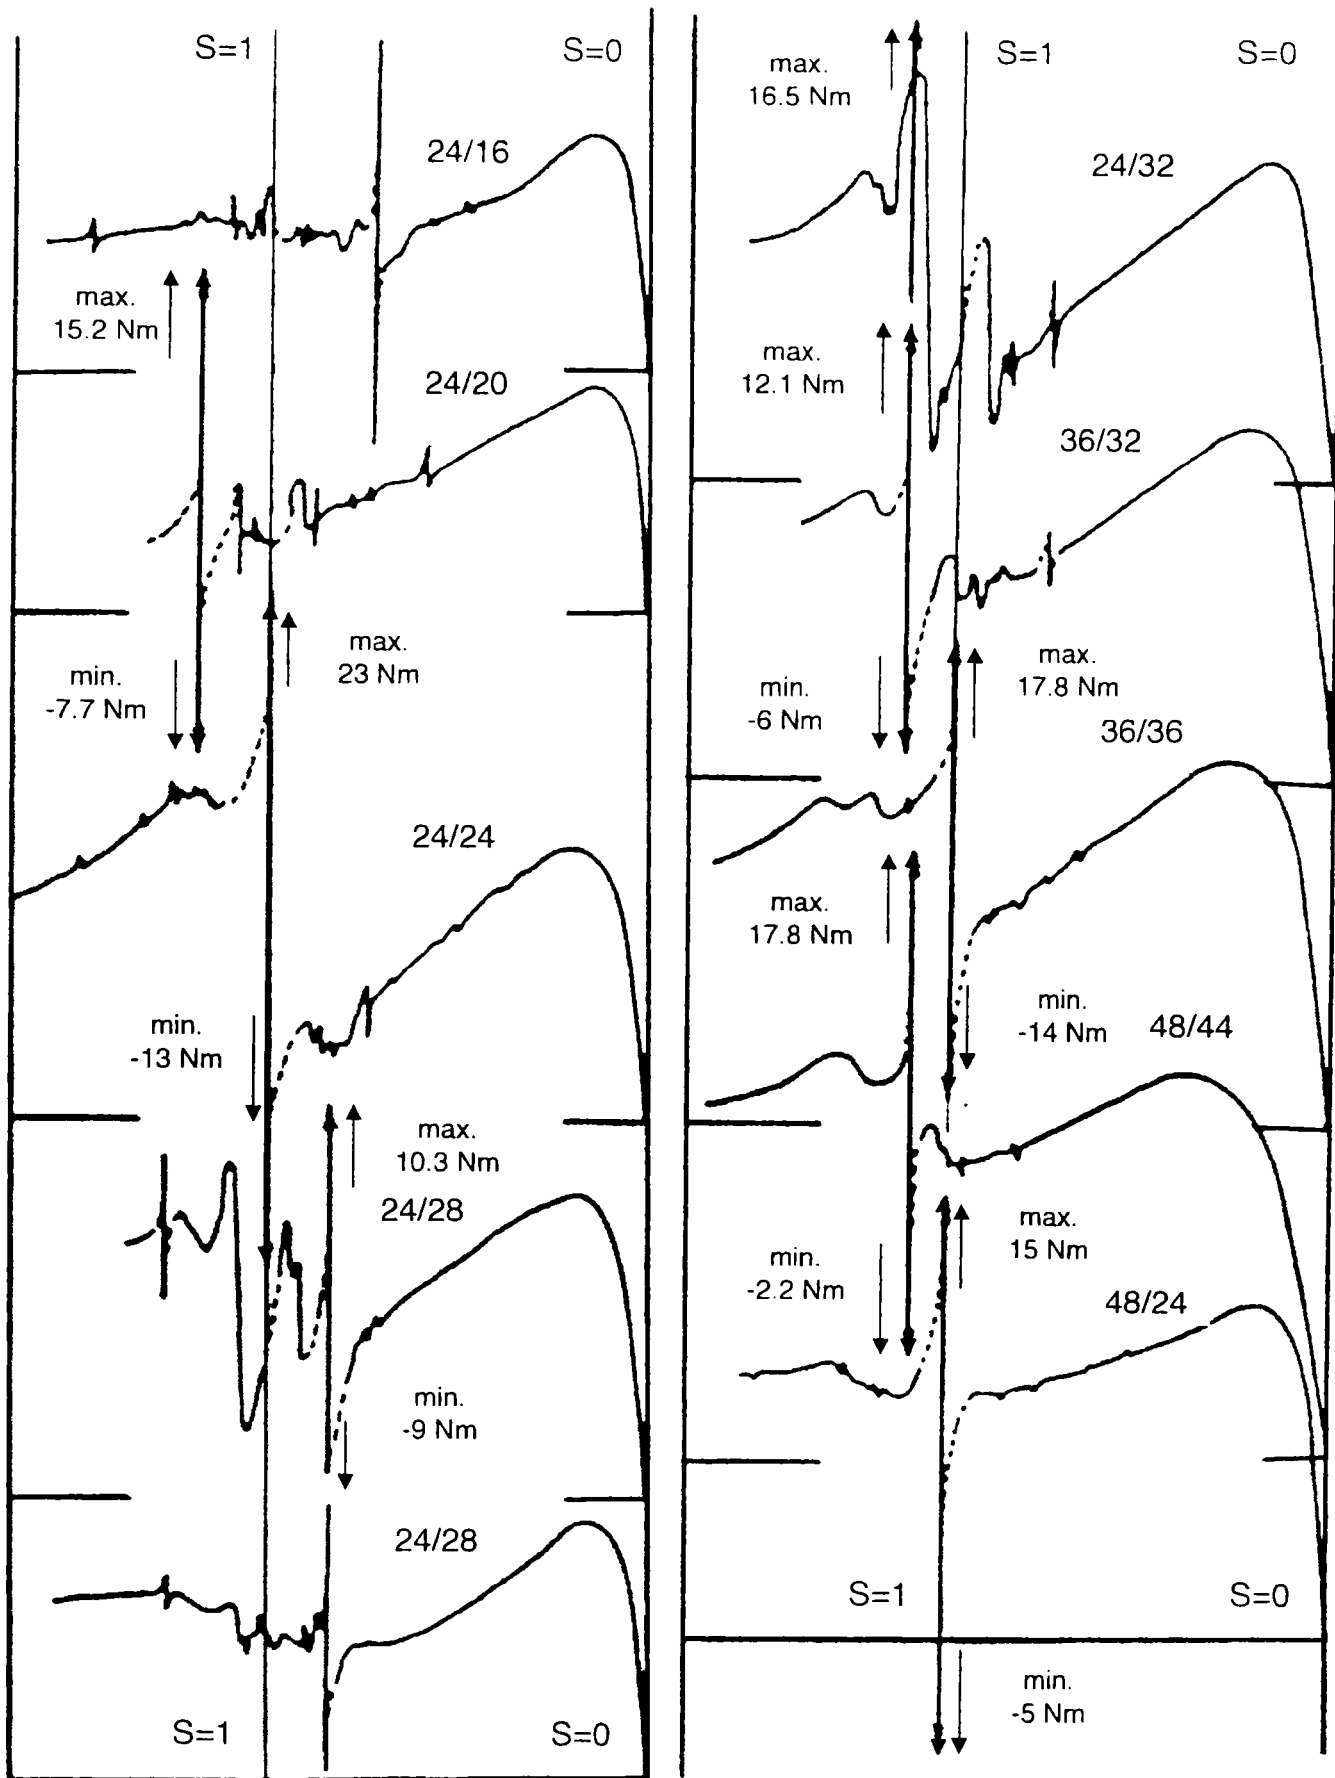 S=1
S=0
24/16
max.
15.2 Nm
24/20
min.
-7.7 Nm
max.
23 Nm
24/24
min.
-13 Nm
max.
10.3 Nm
24/28
min.
-9 Nm
24/28
S=1
S=0
max.
16.5 Nm
S=1
S=0
24/32
max.
12.1 Nm
36/32
min.
-6 Nm
max.
17.8 Nm
36/36
max.
17.8 Nm
min.
-14 Nm
48/44
min.
-2.2 Nm
max.
15 Nm
48/24
S=1
S=0
min.
-5 Nm